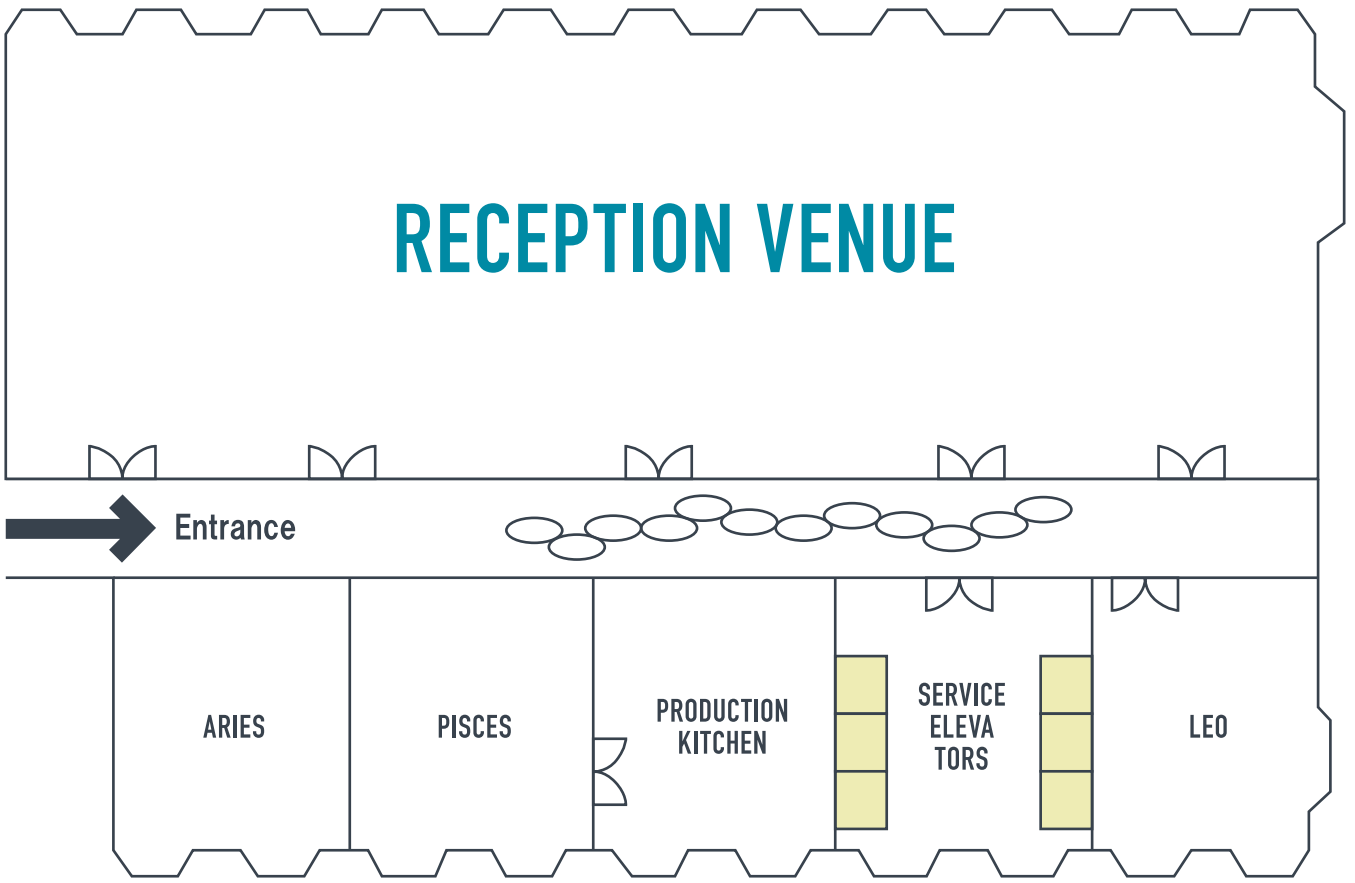 RECEPTION VENUE
Entrance
ARIES
PISCES
PRODUCTION
KITCHEN
SERVICE
ELEVA
TORS
LEO